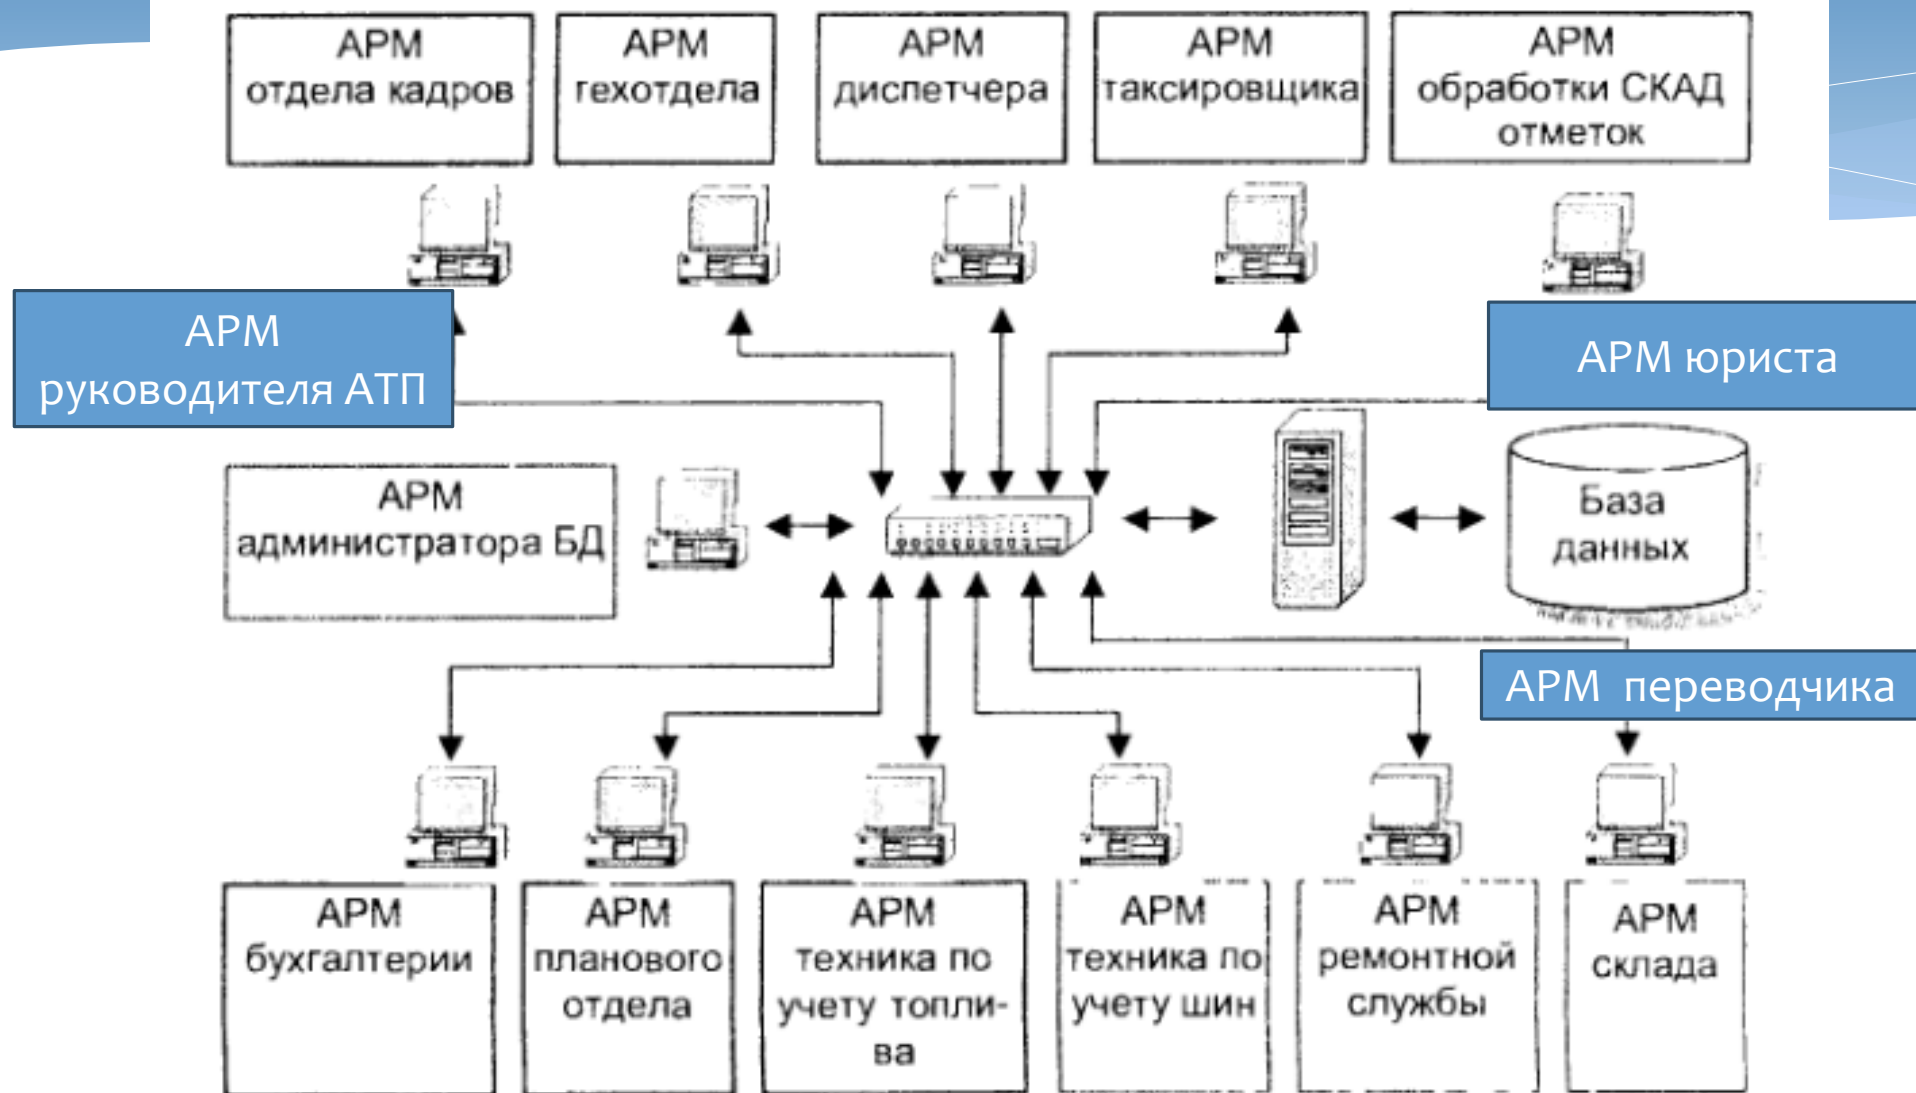 АРМ
отдела кадров
АРМ
гехотдела
АРМ
диспетчера
АРМ
таксировщика
АРМ
обработки СКАД
отметок
АРМ
руководителя АТП
АРМ юриста
АРМ
администратора БД
База
данных
АРМ переводчика
АРМ
бухгалтерии
АРМ
планового
отдела
АРМ
техника по
учету топли-
ва
АРМ
техника по
учету шин
АРМ
ремонтной
службы
АРМ
склада